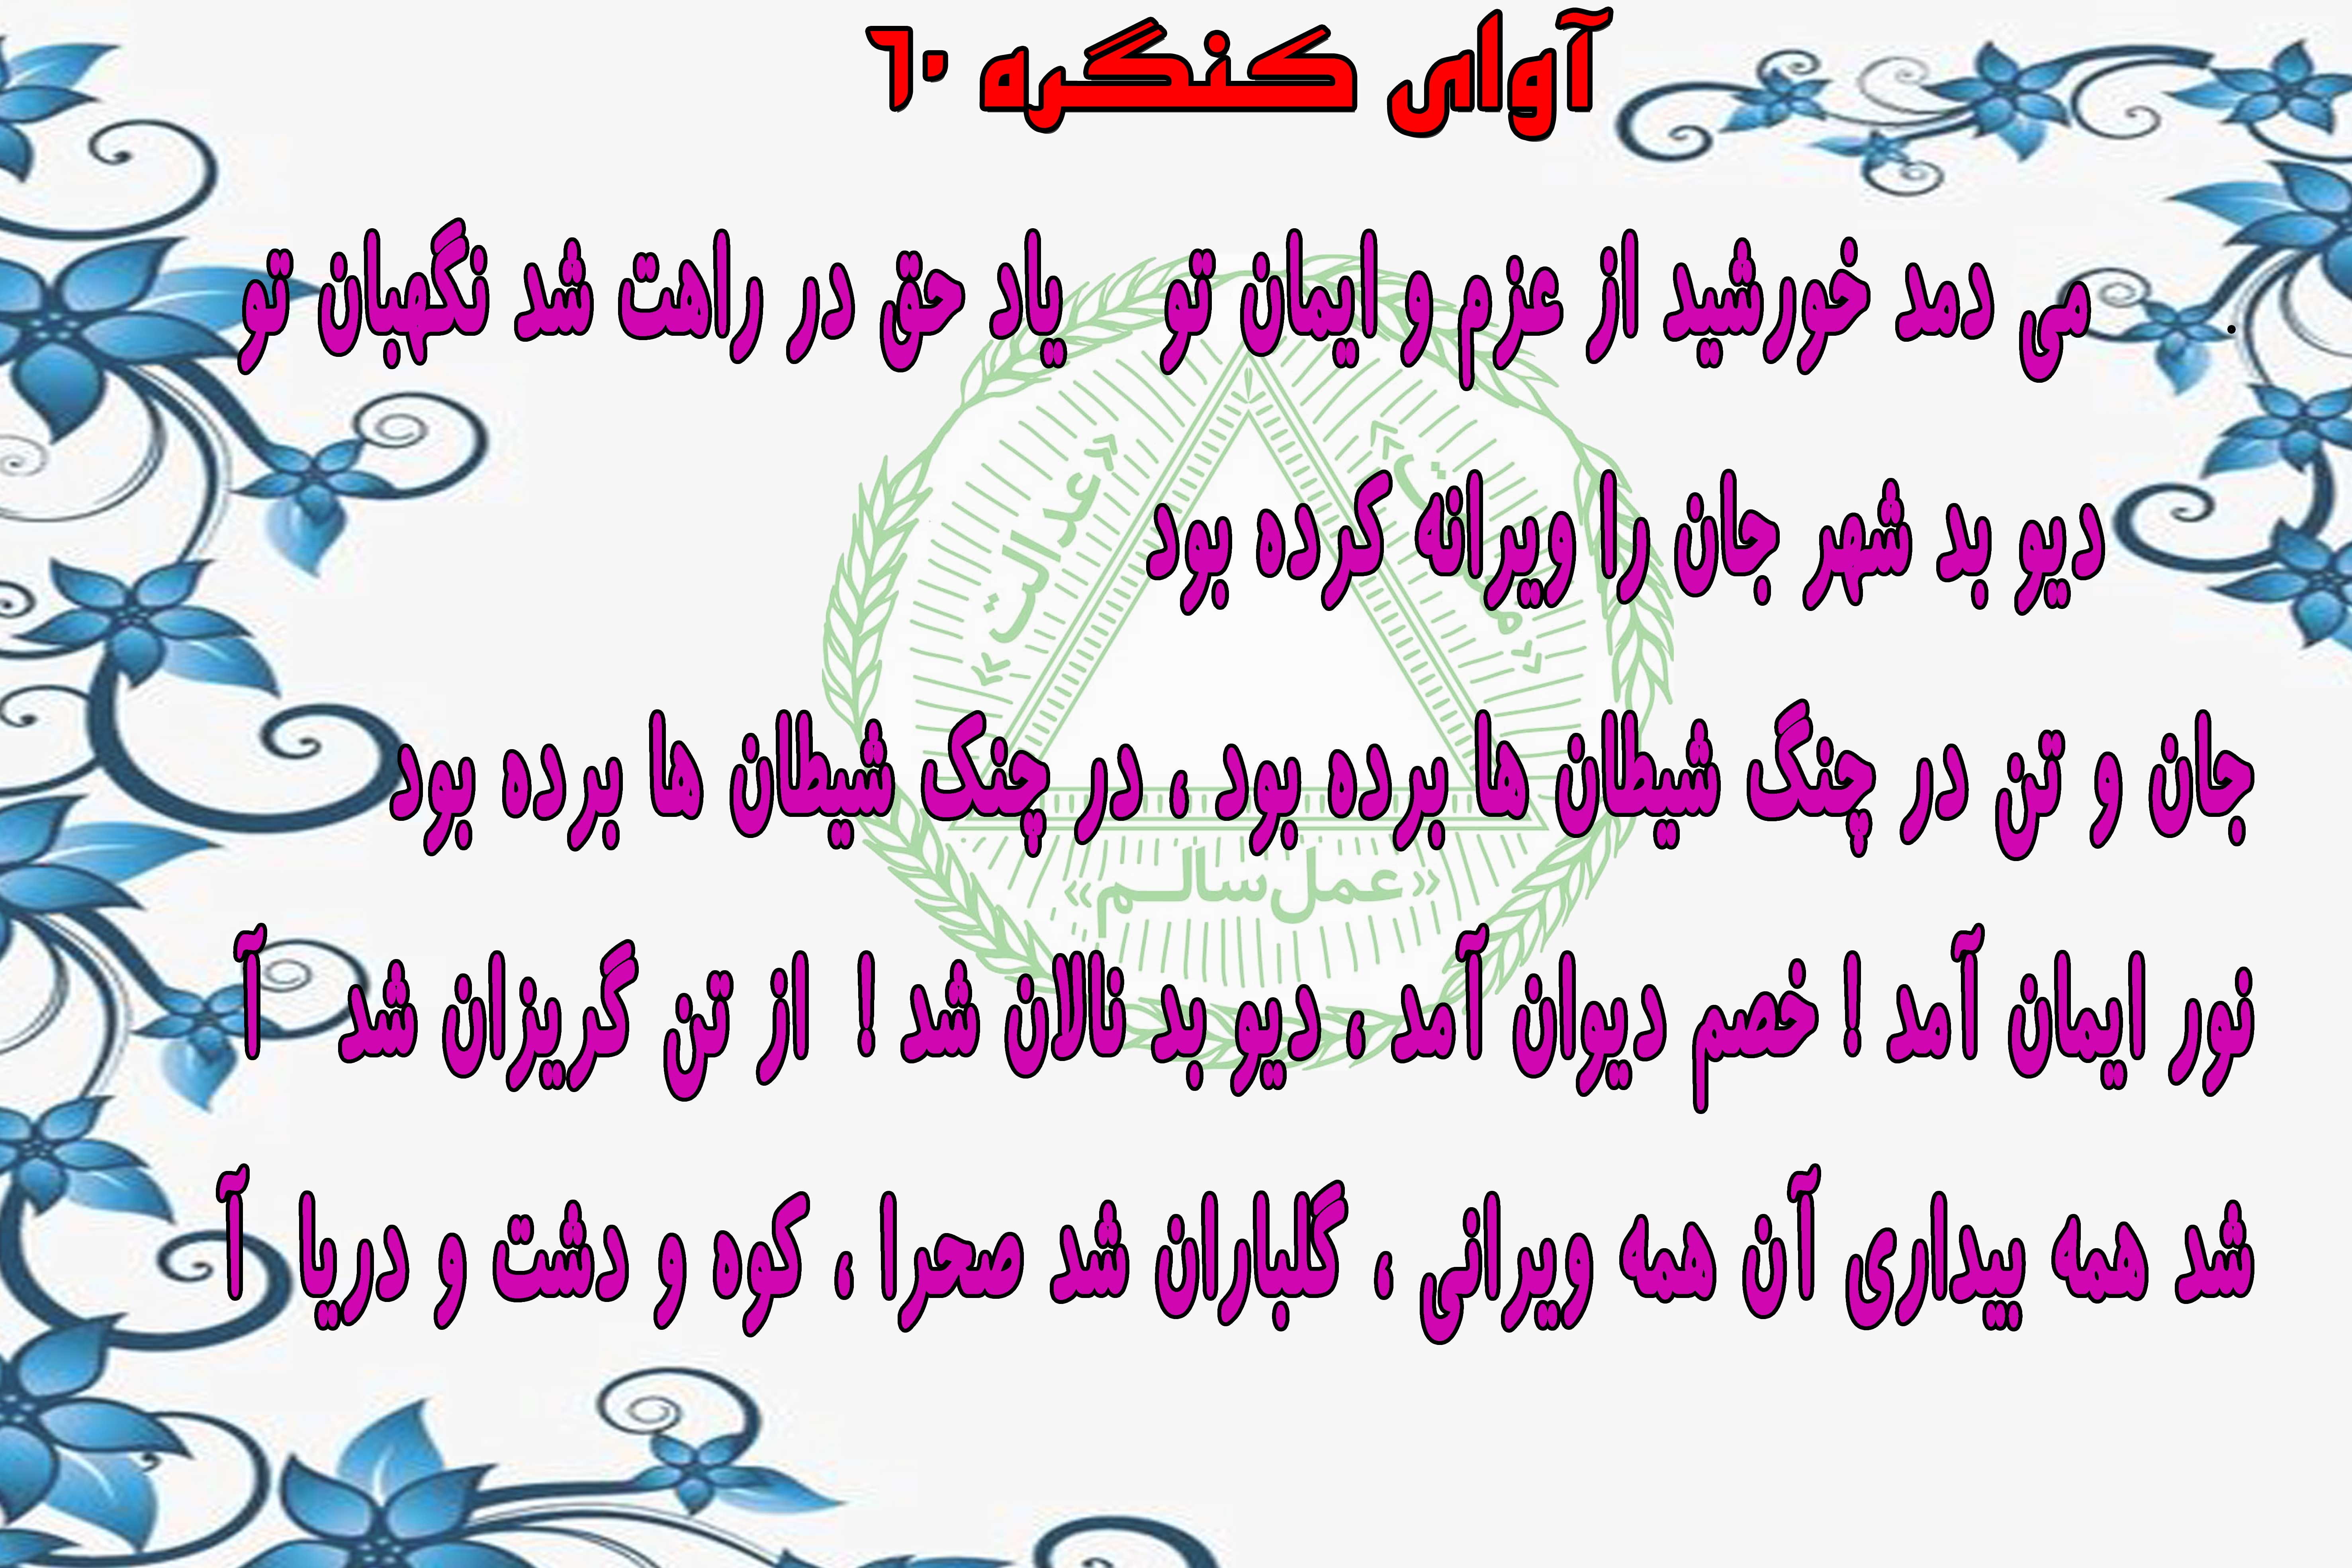 آوای کنگره ٦٠
می دمد خورشید از عزم و ایمان تو یاد حق در راهت شد نگهبان تو
دیو بد شهر جان را ویرانه کرده بود
«عدالت»
جان و تن در چنگ شیطان ها برده بود ، در چنک شیطان ها برده بود
«عمل سالم»
نور ایمان آمد ! خصم دیوان آمد ، دیو بد نالان شد ! از تن گریزان شد آ
شد همه بیداری آن همه ویرانی ، گلباران شد صحرا ، کوه و دشت و دریا آ